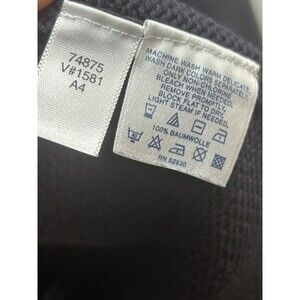 74875
V#1581
A4
MACHINE WASH WARM DELICATE.
WASH DARK COLORS SEPARATELY.
ONLY NON-CHLORINE
BLEACH WHEN NEEDED.
REMOVE PROMPTLY.
BLOCK FLAT TO DRY.
LIGHT STEAM IF NEEDED.
100% BAUMWOLLE
RN 62630